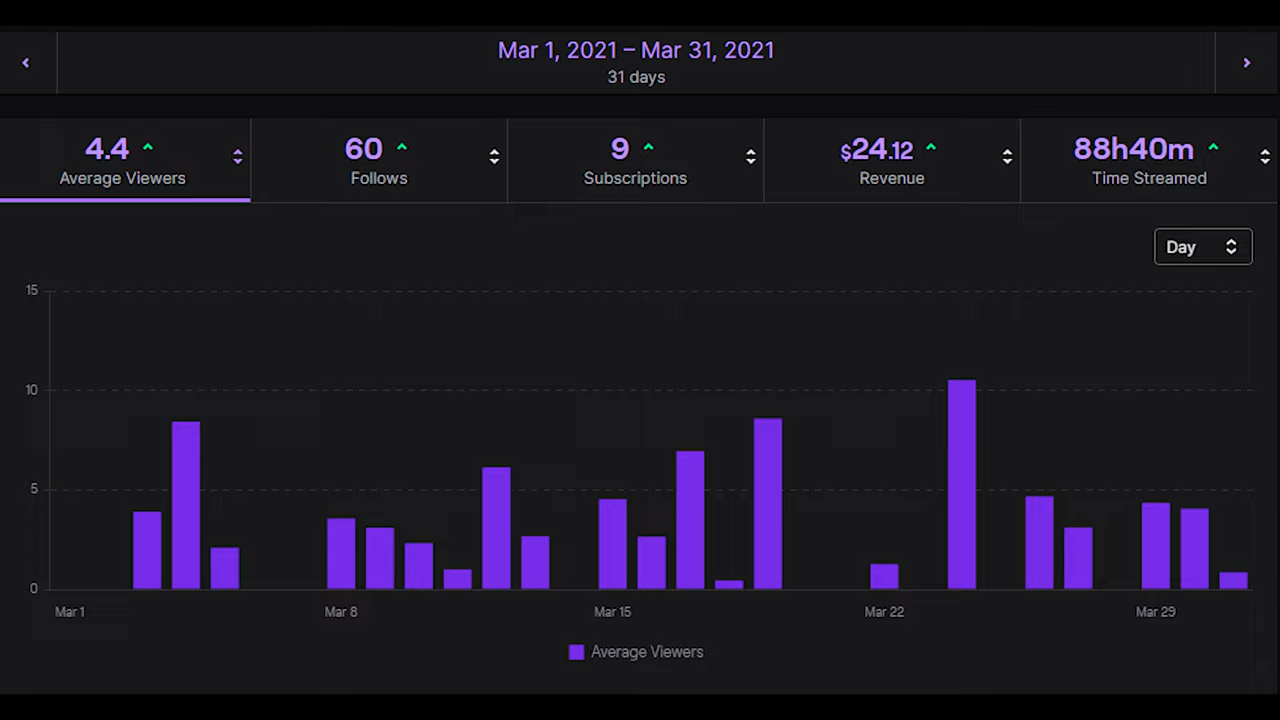 Mar 1, 2021 – Mar 31, 2021
31 days
4.4
Average Viewers
60
Follows
9
Subscriptions
$24.12
Revenue
88h40m
Time Streamed
Day
15
10
5
0
Mar 1
Mar 8
Mar 15
Mar 22
Mar 29
Average Viewers